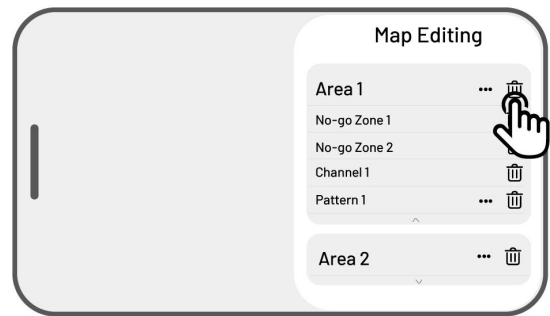 Map Editing
Area 1
No-go Zone 1
No-go Zone 2
Channel 1
Pattern 1
Area 2